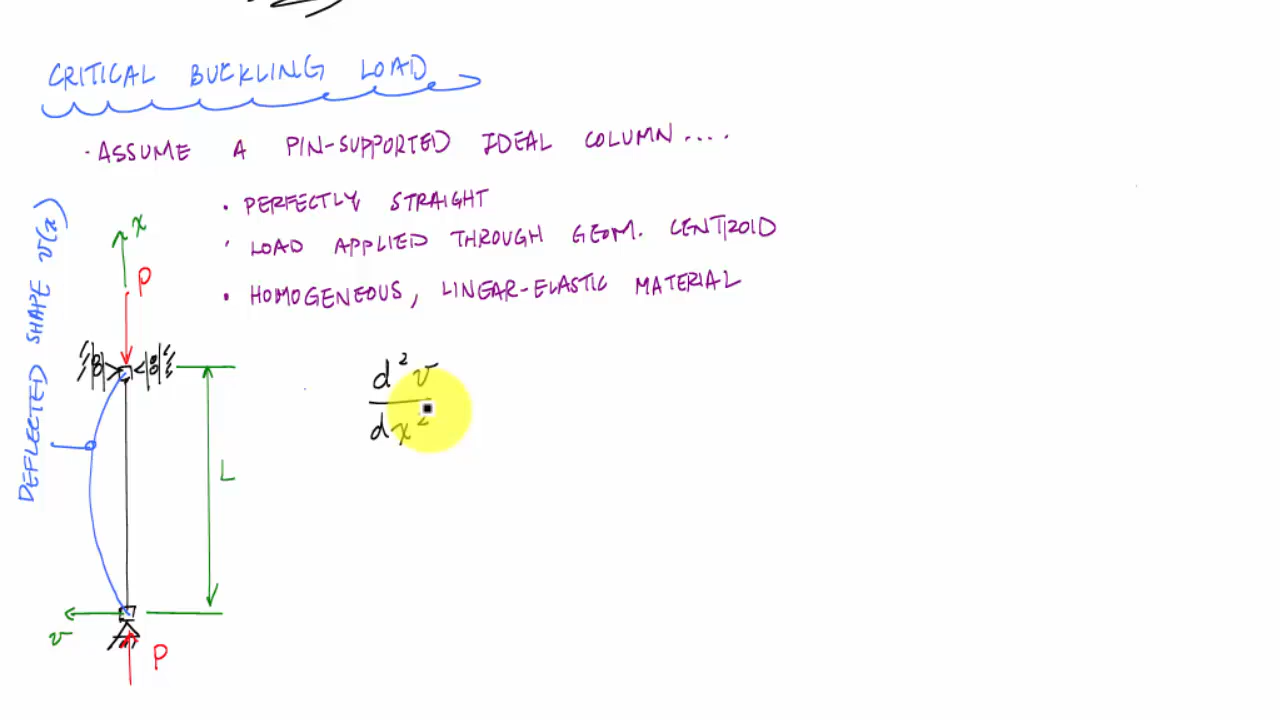 CRITICAL BUCKLING LOAD
· ASSUME A PIN-SUPPORTED IDEAL COLUMN....
· PERFECTLY STRAIGHT
· LOAD APPLIED THROUGH GEOM. CENTROID
· HOMOGENEOUS, LINEAR-ELASTIC MATERIAL
DEFLECTED SHAPE v(x)
x
P
L
v
P
d²v
dx²